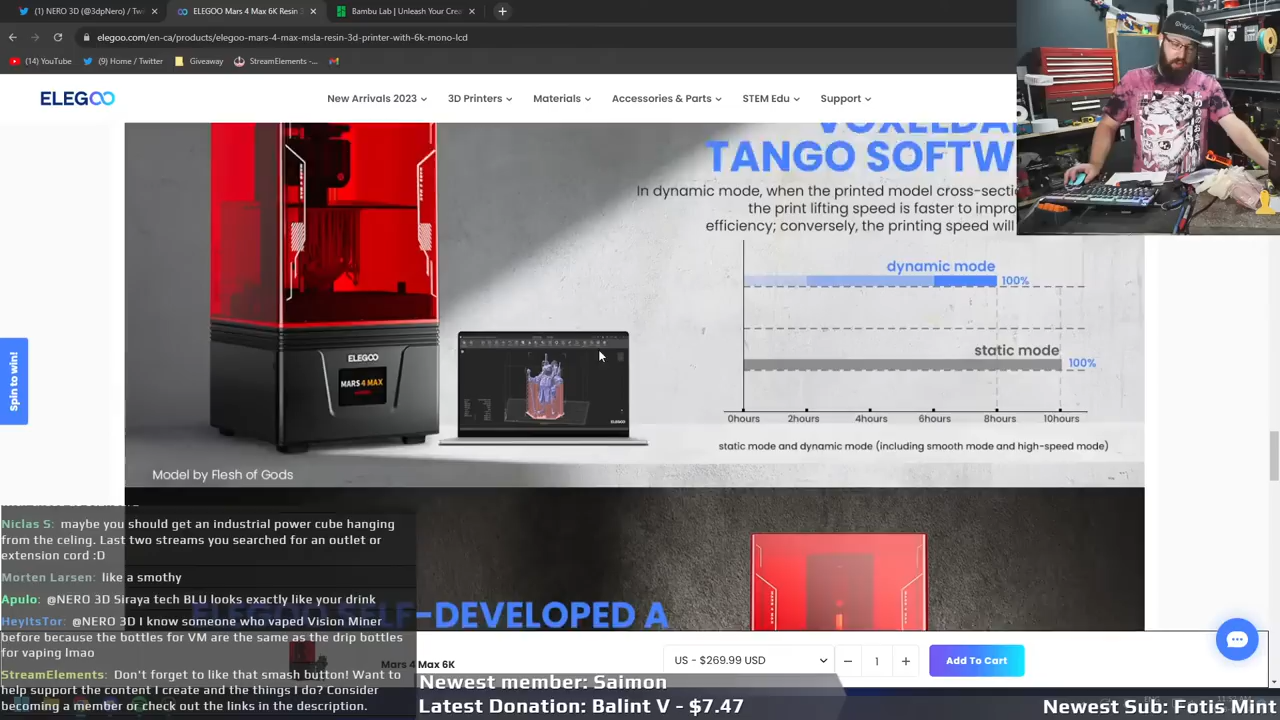 (1) NERO 3D (@3dpNero) / Twi
ELEGOO Mars 4 Max 6K Resin 3
Bambu Lab | Unleash Your Cre
elegoo.com/en-ca/products/elegoo-mars-4-max-msla-resin-3d-printer-with-6k-mono-lcd
(14) YouTube
(9) Home / Twitter
Giveaway
StreamElements -...
ELEGOO
New Arrivals 2023
3D Printers
Materials
Accessories & Parts
STEM Edu
Support
TANGO SOFTW
In dynamic mode, when the printed model cross-secti
the print lifting speed is faster to impro
efficiency; conversely, the printing speed will
dynamic mode
100%
static mode
100%
0hours 2hours 4hours 6hours 8hours 10hours
static mode and dynamic mode (including smooth mode and high-speed mode)
ELEGOO
MARS 4 MAX
ELEGOO
Model by Flesh of Gods
Spin to win!
Niclas S: maybe you should get an industrial power cube hanging
from the celing. Last two streams you searched for an outlet or
extension cord :D
Morten Larsen: like a smothy
Apulo: @NERO 3D Siraya tech BLU looks exactly like your drink
HeyItsTor: @NERO 3D I know someone who vaped Vision Miner
before because the bottles for VM are the same as the drip bottles
for vaping lmao
StreamElements: Don't forget to like that smash button! Want to
help support the content I create and the things I do? Consider
becoming a member or check out the links in the description.
ELEGOO SELF-DEVELOPED A
Mars 4 Max 6K
US - $269.99 USD
1
Add To Cart
Newest member: Saimon
Latest Donation: Balint V - $7.47
Newest Sub: Fotis Mint